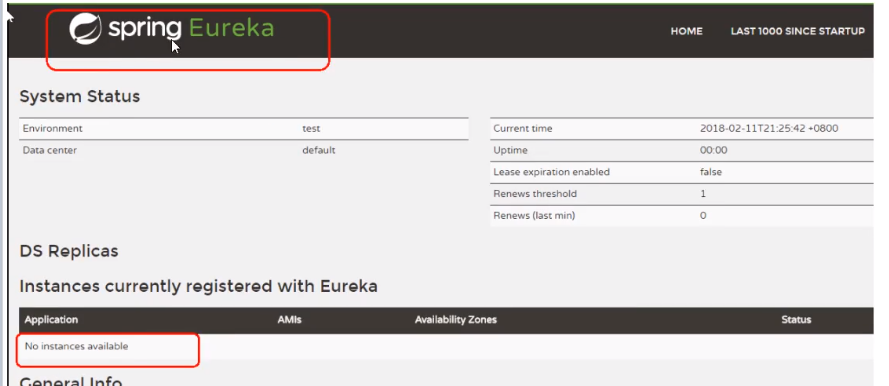 spring Eureka
HOME LAST 1000 SINCE STARTUP
System Status
Environment test
Data center default
Current time 2018-02-11T21:25:42 +0800
Uptime 00:00
Lease expiration enabled false
Renews threshold 1
Renews (last min) 0
DS Replicas
Instances currently registered with Eureka
Application AMIs Availability Zones Status
No instances available
General Info